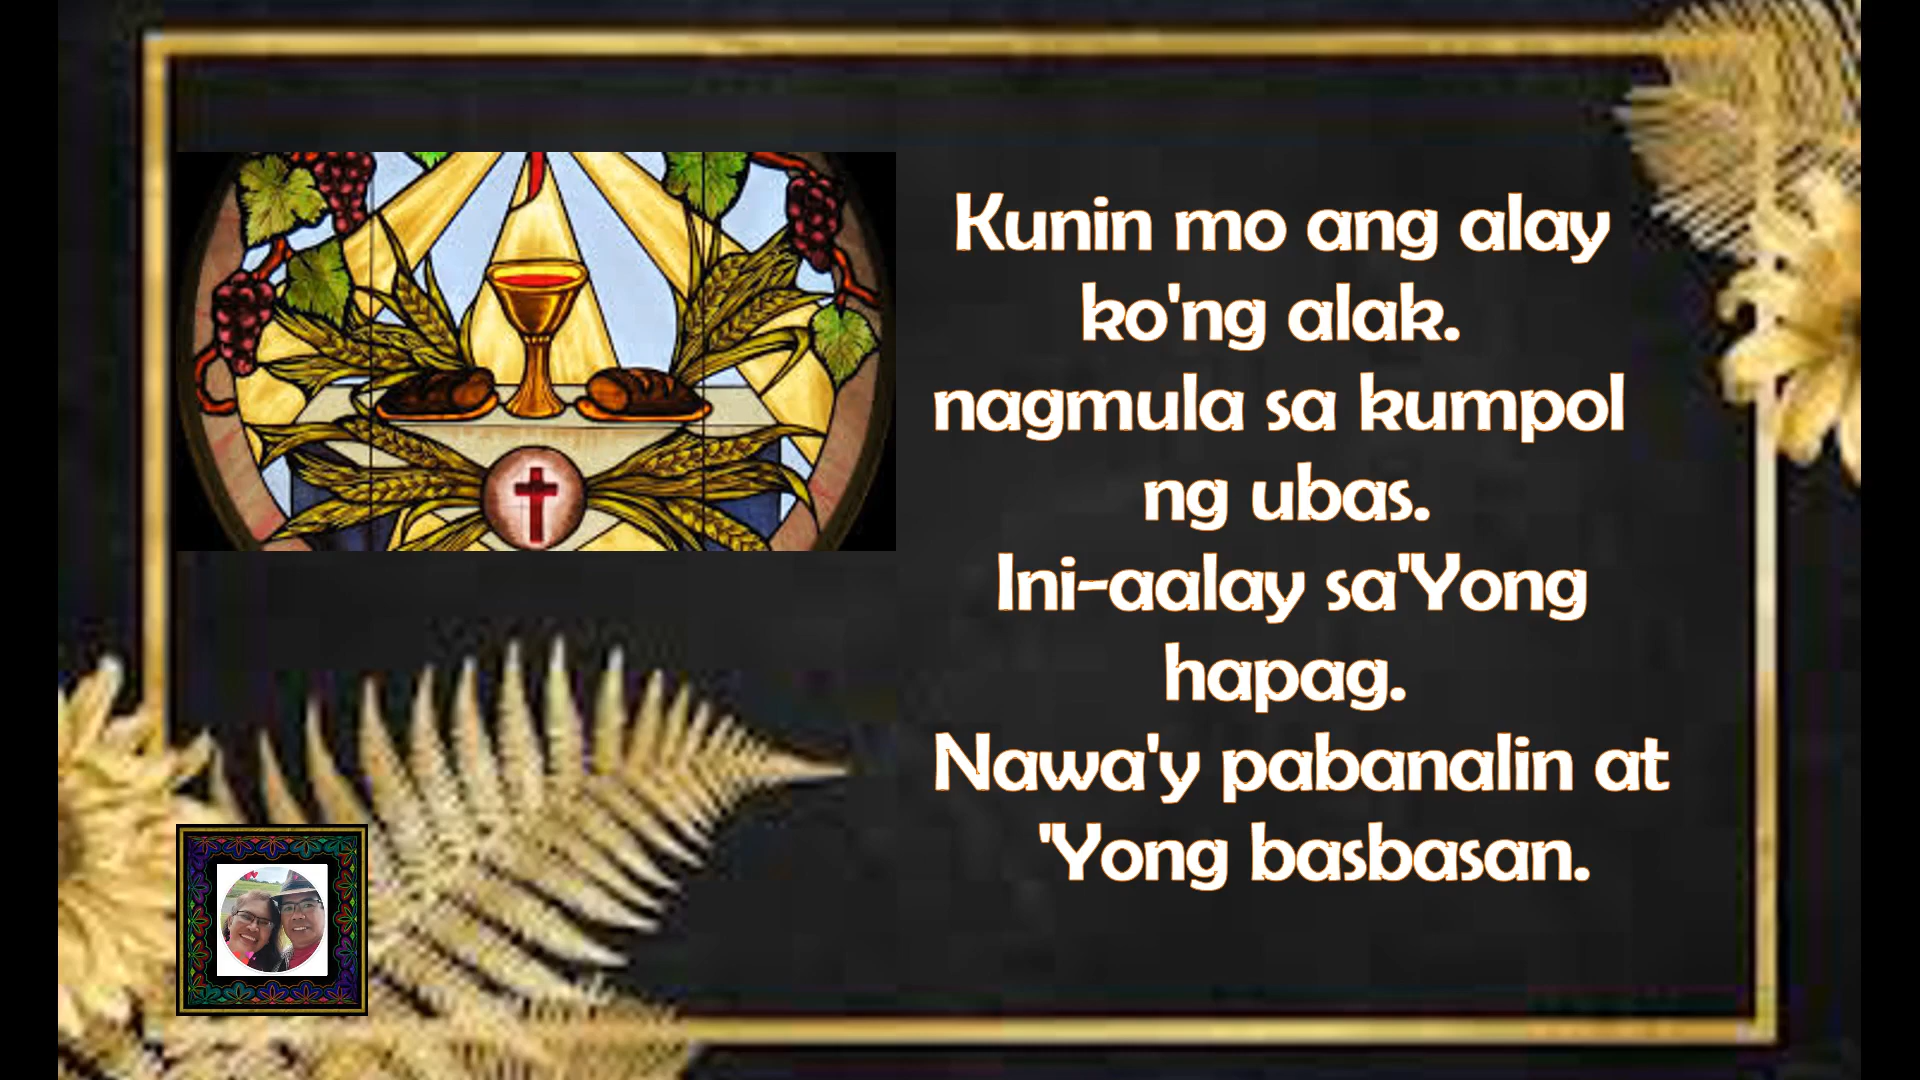 Kunin mo ang alay
ko'ng alak.
nagmula sa kumpol
ng ubas.
Ini-aalay sa'Yong
hapag.
Nawa'y pabanalin at
'Yong basbasan.